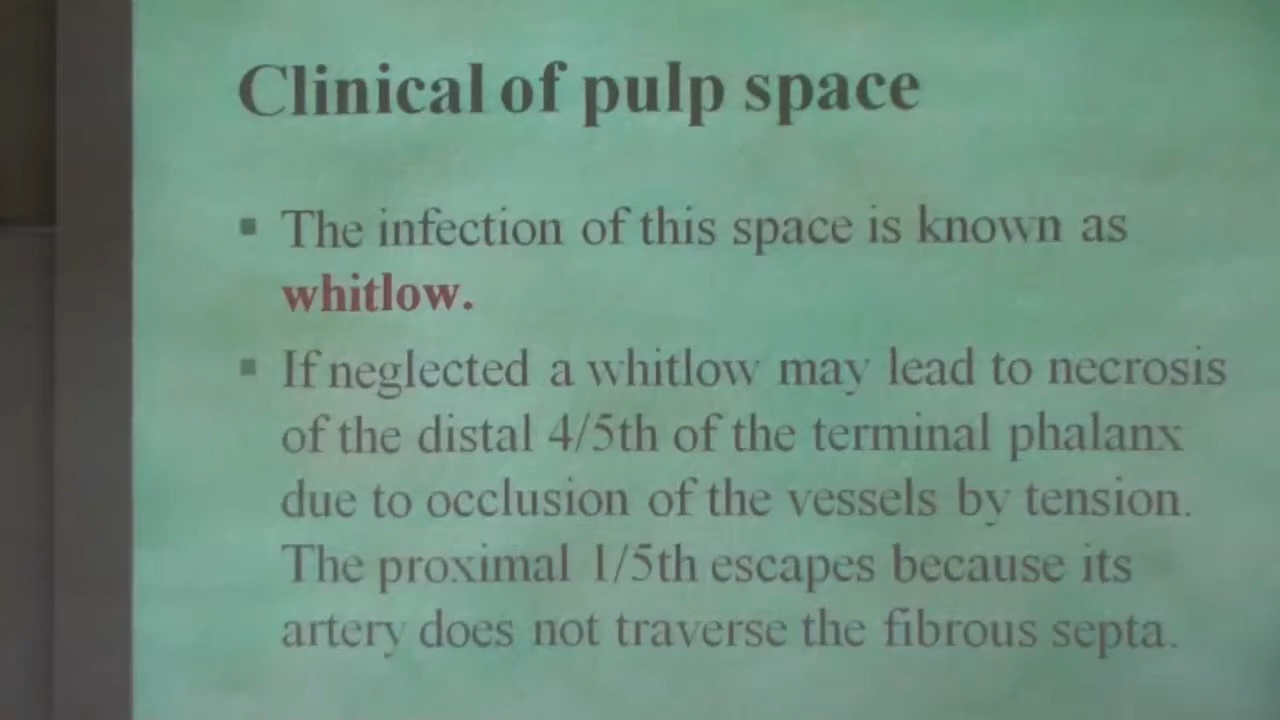 Clinical of pulp space
▪ The infection of this space is known as
whitlow.
▪ If neglected a whitlow may lead to necrosis
of the distal 4/5th of the terminal phalanx
due to occlusion of the vessels by tension.
The proximal 1/5th escapes because its
artery does not traverse the fibrous septa.